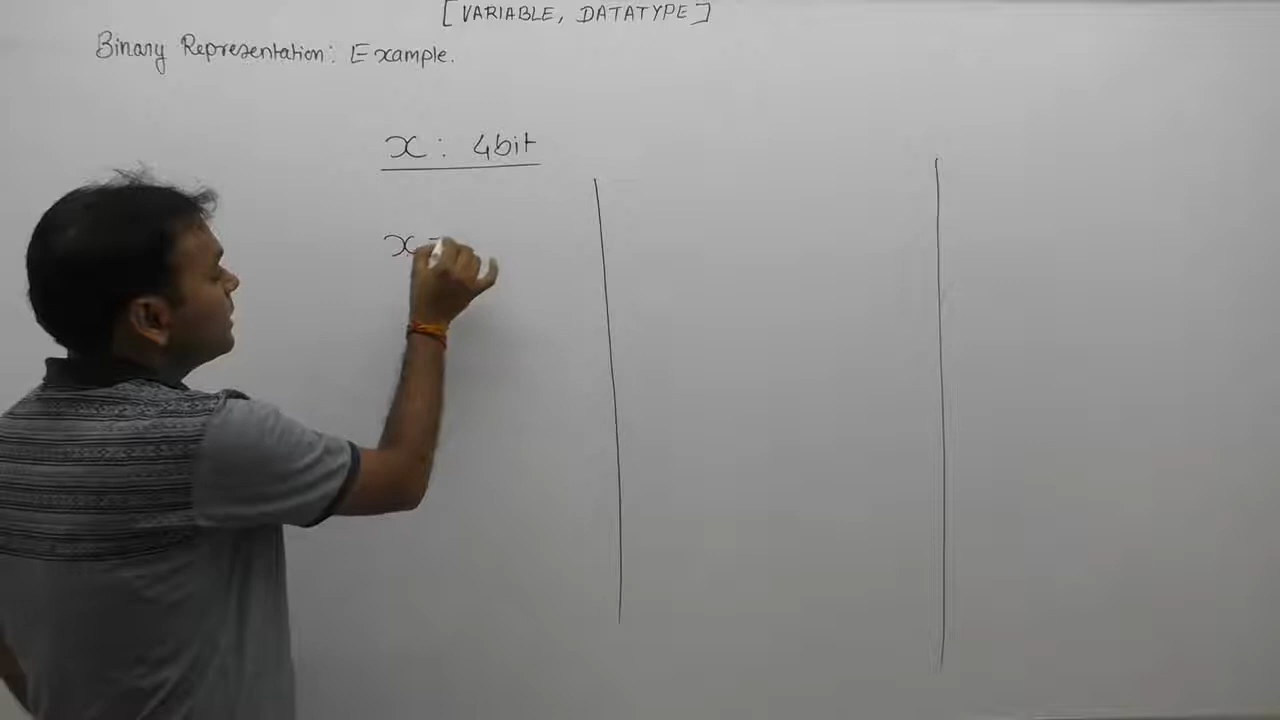 [VARIABLE, DATATYPE]
Binary Representation: Example.
x: 4bit
x